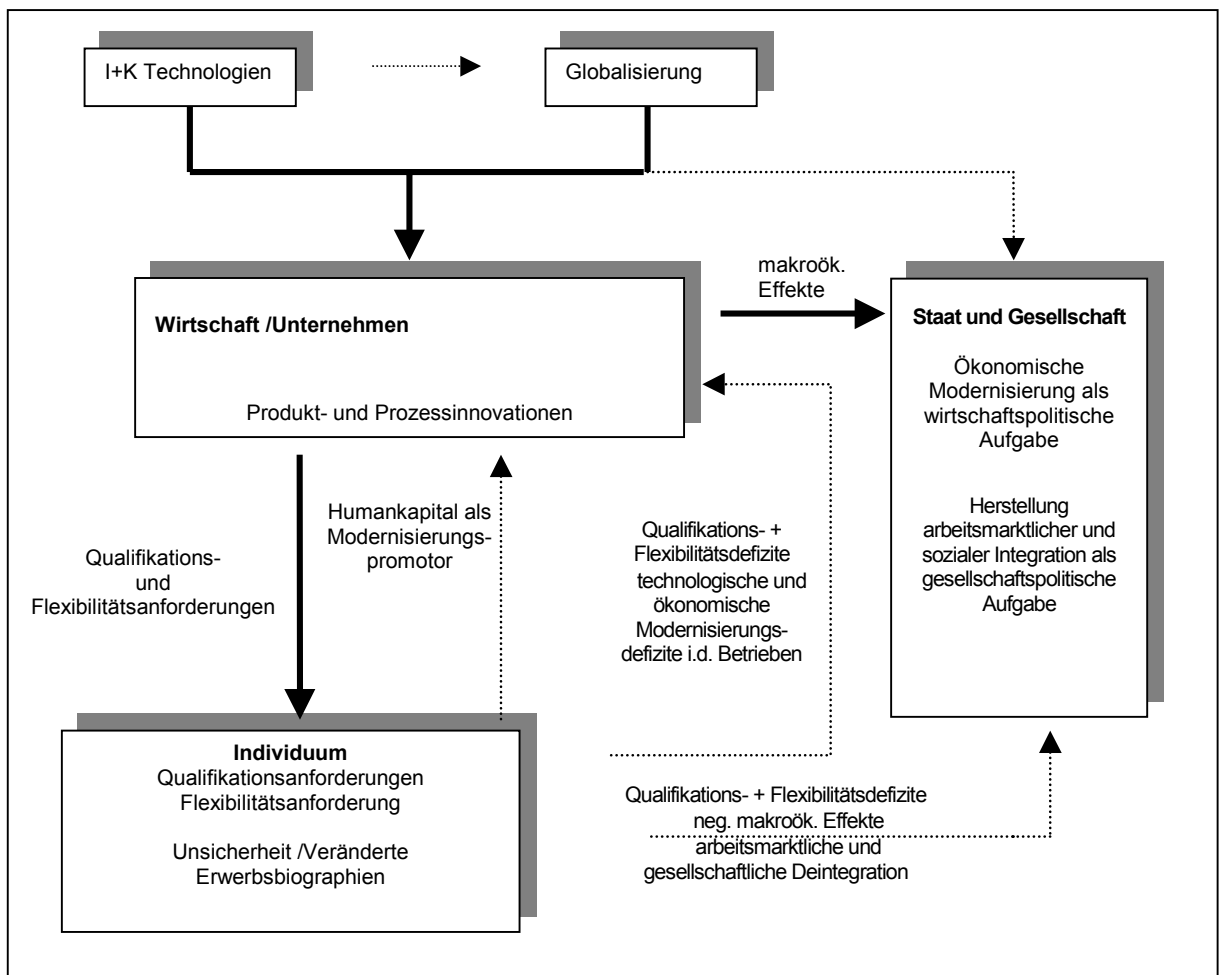 I+K Technologien
Globalisierung
makroök.
Effekte
Wirtschaft /Unternehmen
Produkt- und Prozessinnovationen
Staat und Gesellschaft
Ökonomische
Modernisierung als
wirtschaftspolitische
Aufgabe
Herstellung
arbeitsmarktlicher und
sozialer Integration als
gesellschaftspolitische
Aufgabe
Qualifikations-
und
Flexibilitätsanforderungen
Humankapital als
Modernisierungs-
promotor
Qualifikations- +
Flexibilitätsdefizite
technologische und
ökonomische
Modernisierungs-
defizite i.d. Betrieben
Individuum
Qualifikationsanforderungen
Flexibilitätsanforderung
Unsicherheit /Veränderte
Erwerbsbiographien
Qualifikations- + Flexibilitätsdefizite
neg. makroök. Effekte
arbeitsmarktliche und
gesellschaftliche Deintegration